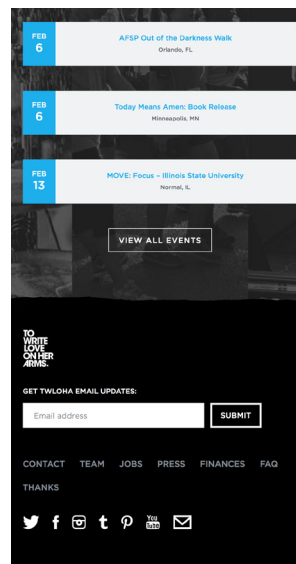 FEB
6
AFSP Out of the Darkness Walk
Orlando, FL
FEB
6
Today Means Amen: Book Release
Minneapolis, MN
FEB
13
MOVE: Focus – Illinois State University
Normal, IL
VIEW ALL EVENTS
TO
WRITE
LOVE
ON HER
ARMS.
GET TWLOHA EMAIL UPDATES:
Email address
SUBMIT
CONTACT TEAM JOBS PRESS FINANCES FAQ
THANKS
You
Tube